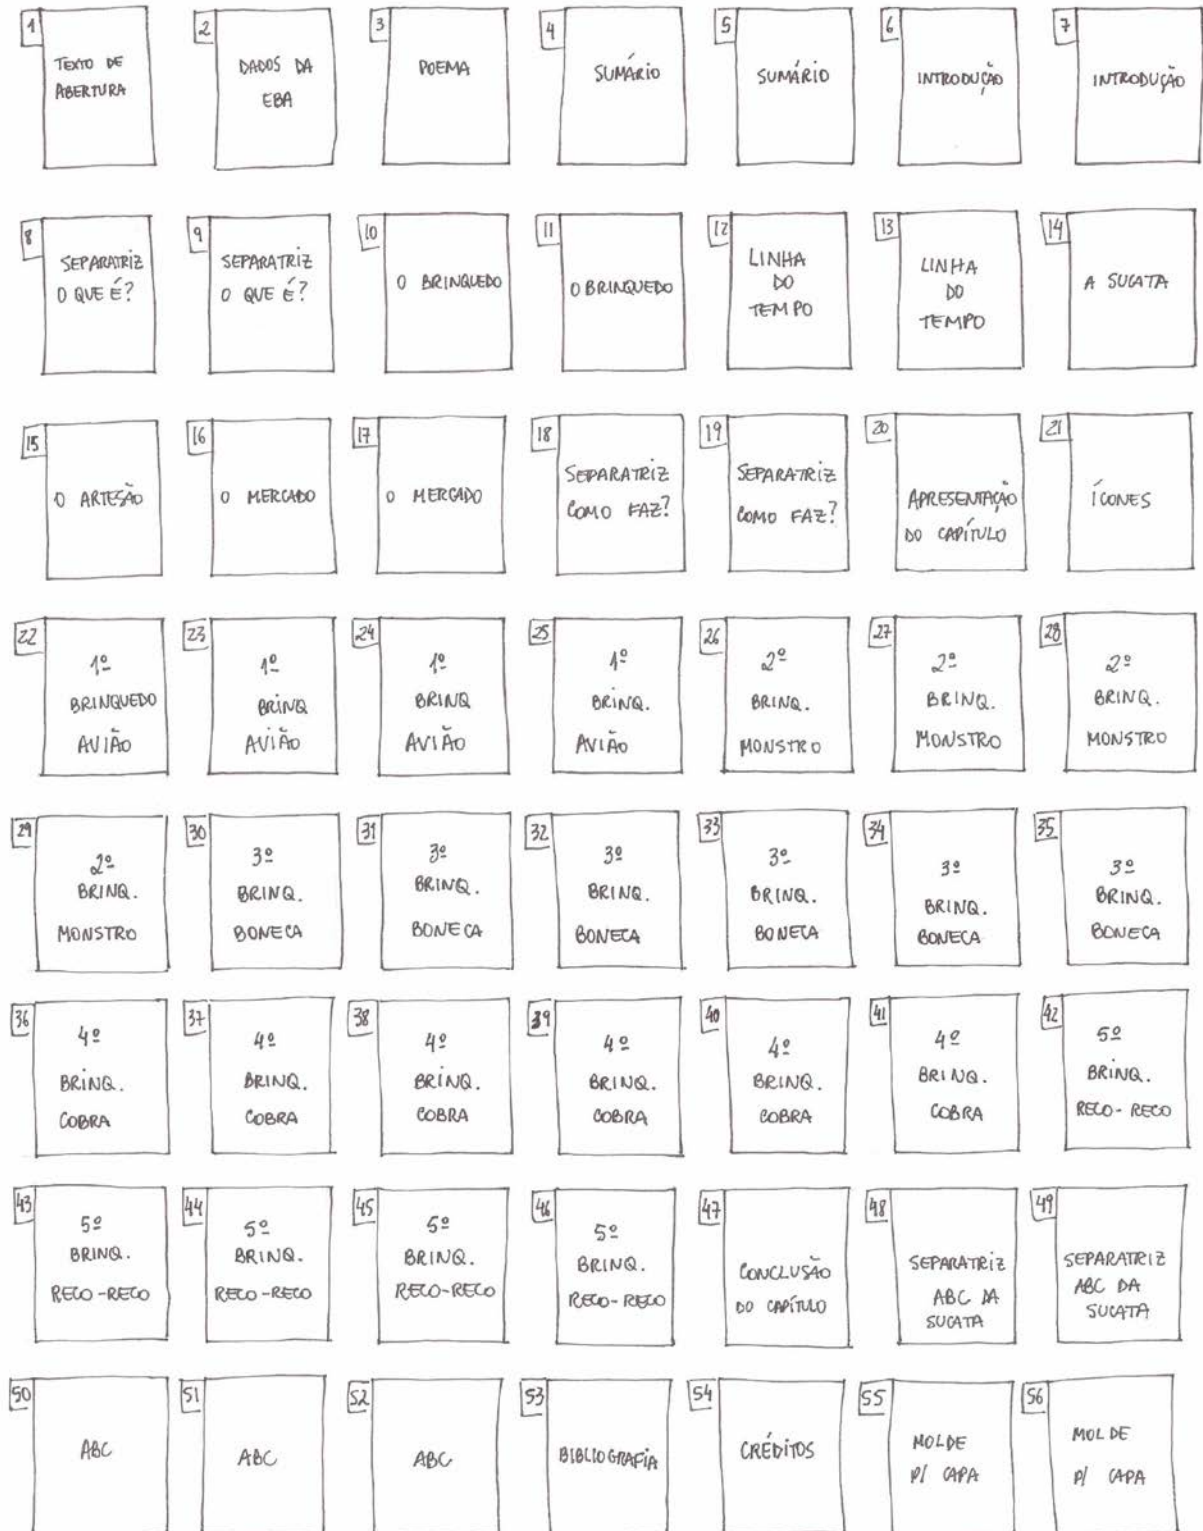 1
TEXTO DE
ABERTURA
2
DADOS DA
EBA
3
POEMA
4
SUMÁRIO
5
SUMÁRIO
6
INTRODUÇÃO
7
INTRODUÇÃO
8
SEPARATRIZ
O QUE É?
9
SEPARATRIZ
O QUE É?
10
O BRINQUEDO
11
O BRINQUEDO
12
LINHA
DO
TEMPO
13
LINHA
DO
TEMPO
14
A SUCATA
15
O ARTESÃO
16
O MERCADO
17
O MERCADO
18
SEPARATRIZ
COMO FAZ?
19
SEPARATRIZ
COMO FAZ?
20
APRESENTAÇÃO
DO CAPÍTULO
21
ÍCONES
22
1º
BRINQUEDO
AVIÃO
23
1º
BRINQ
AVIÃO
24
1º
BRINQ
AVIÃO
25
1º
BRINQ.
AVIÃO
26
2º
BRINQ.
MONSTRO
27
2º
BRINQ.
MONSTRO
28
2º
BRINQ.
MONSTRO
29
2º
BRINQ.
MONSTRO
30
3º
BRINQ.
BONECA
31
3º
BRINQ.
BONECA
32
3º
BRINQ.
BONECA
33
3º
BRINQ.
BONECA
34
3º
BRINQ.
BONECA
35
3º
BRINQ.
BONECA
36
4º
BRINQ.
COBRA
37
4º
BRINQ.
COBRA
38
4º
BRINQ.
COBRA
39
4º
BRINQ.
COBRA
40
4º
BRINQ.
COBRA
41
4º
BRINQ.
COBRA
42
5º
BRINQ.
RECO-RECO
43
5º
BRINQ.
RECO-RECO
44
5º
BRINQ.
RECO-RECO
45
5º
BRINQ.
RECO-RECO
46
5º
BRINQ.
RECO-RECO
47
CONCLUSÃO
DO CAPÍTULO
48
SEPARATRIZ
ABC DA
SUCATA
49
SEPARATRIZ
ABC DA
SUCATA
50
ABC
51
ABC
52
ABC
53
BIBLIOGRAFIA
54
CRÉDITOS
55
MOLDE
P/ CAPA
56
MOLDE
P/ CAPA